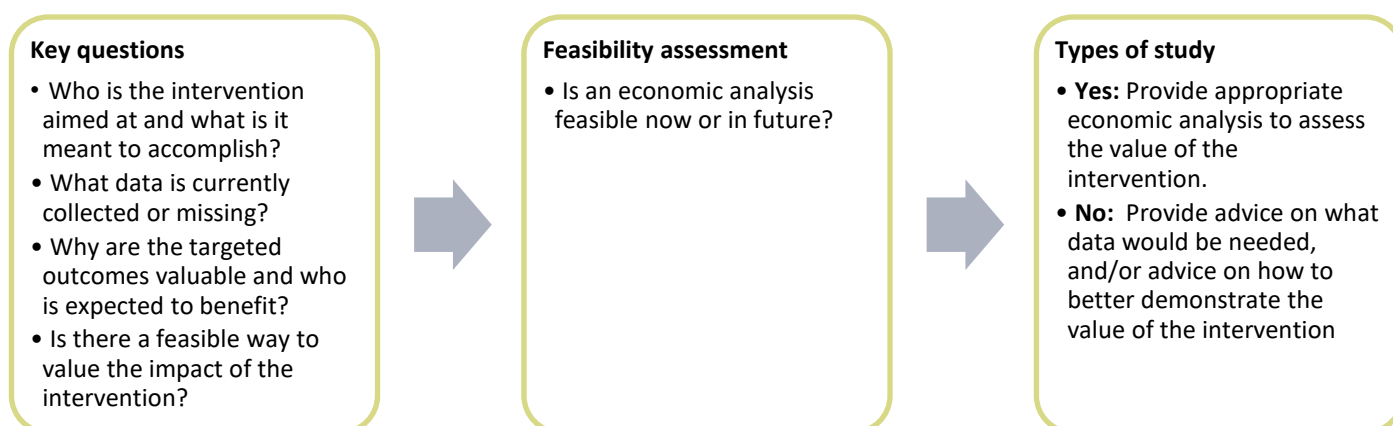 Key questions
• Who is the intervention
aimed at and what is it
meant to accomplish?
• What data is currently
collected or missing?
• Why are the targeted
outcomes valuable and who
is expected to benefit?
• Is there a feasible way to
value the impact of the
intervention?
Feasibility assessment
• Is an economic analysis
feasible now or in future?
Types of study
• Yes: Provide appropriate
economic analysis to assess
the value of the
intervention.
• No: Provide advice on what
data would be needed,
and/or advice on how to
better demonstrate the
value of the intervention